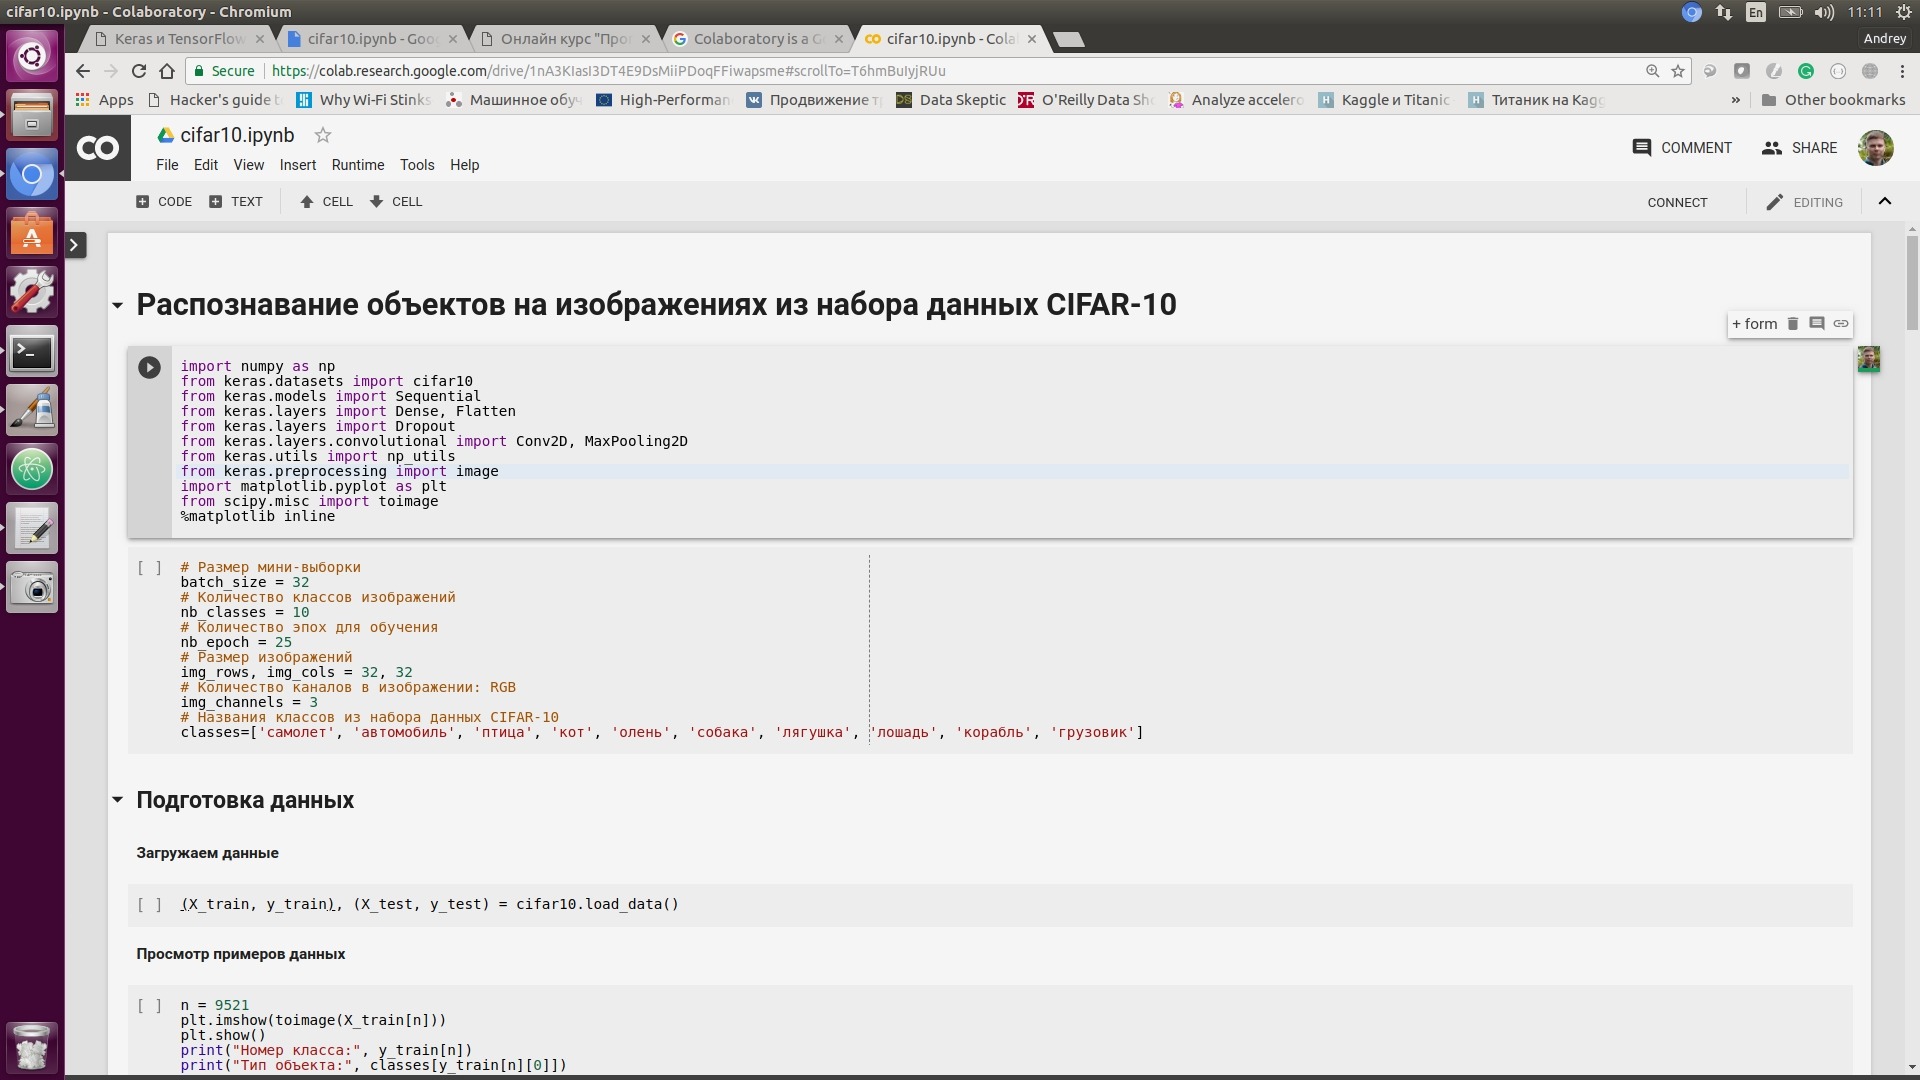 cifar10.ipynb - Colaboratory - Chromium
En
11:11
Keras и TensorFlow
cifar10.ipynb - Goo
Онлайн курс "Про
Colaboratory is a G
cifar10.ipynb - Cola
Andrey
Secure
https://colab.research.google.com/drive/1nA3KIasI3DT4E9DsMiiPDoqFFiwapsme#scrollTo=T6hmBuIyjRUu
Apps
Hacker's guide t
Why Wi-Fi Stinks
Машинное обуч
High-Performan
Продвижение т
Data Skeptic
O'Reilly Data Sh
Analyze accelero
Kaggle и Titanic
Титаник на Kagg
»
Other bookmarks
CO
cifar10.ipynb
File Edit View Insert Runtime Tools Help
COMMENT
SHARE
CODE TEXT CELL CELL
CONNECT
EDITING
Распознавание объектов на изображениях из набора данных CIFAR-10
+ form
import numpy as np
from keras.datasets import cifar10
from keras.models import Sequential
from keras.layers import Dense, Flatten
from keras.layers import Dropout
from keras.layers.convolutional import Conv2D, MaxPooling2D
from keras.utils import np_utils
from keras.preprocessing import image
import matplotlib.pyplot as plt
from scipy.misc import toimage
%matplotlib inline
[ ] # Размер мини-выборки
batch_size = 32
# Количество классов изображений
nb_classes = 10
# Количество эпох для обучения
nb_epoch = 25
# Размер изображений
img_rows, img_cols = 32, 32
# Количество каналов в изображении: RGB
img_channels = 3
# Названия классов из набора данных CIFAR-10
classes=['самолет', 'автомобиль', 'птица', 'кот', 'олень', 'собака', 'лягушка', 'лошадь', 'корабль', 'грузовик']
Подготовка данных
Загружаем данные
[ ] (X_train, y_train), (X_test, y_test) = cifar10.load_data()
Просмотр примеров данных
[ ] n = 9521
plt.imshow(toimage(X_train[n]))
plt.show()
print("Номер класса:", y_train[n])
print("Тип объекта:", classes[y_train[n][0]])